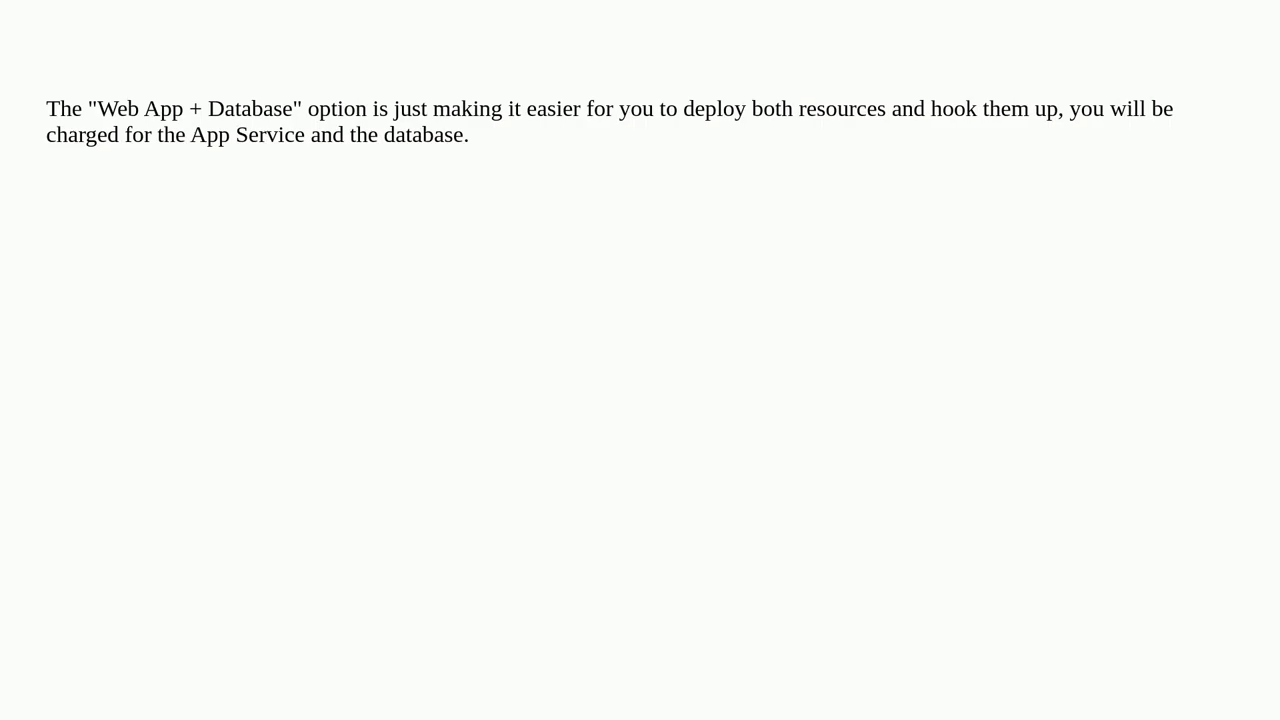 The "Web App + Database" option is just making it easier for you to deploy both resources and hook them up, you will be
charged for the App Service and the database.